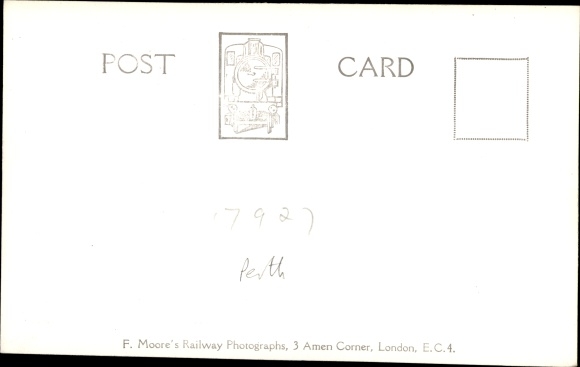 POST CARD
7927
Perth
F. Moore's Railway Photographs, 3 Amen Corner, London, E.C.4.